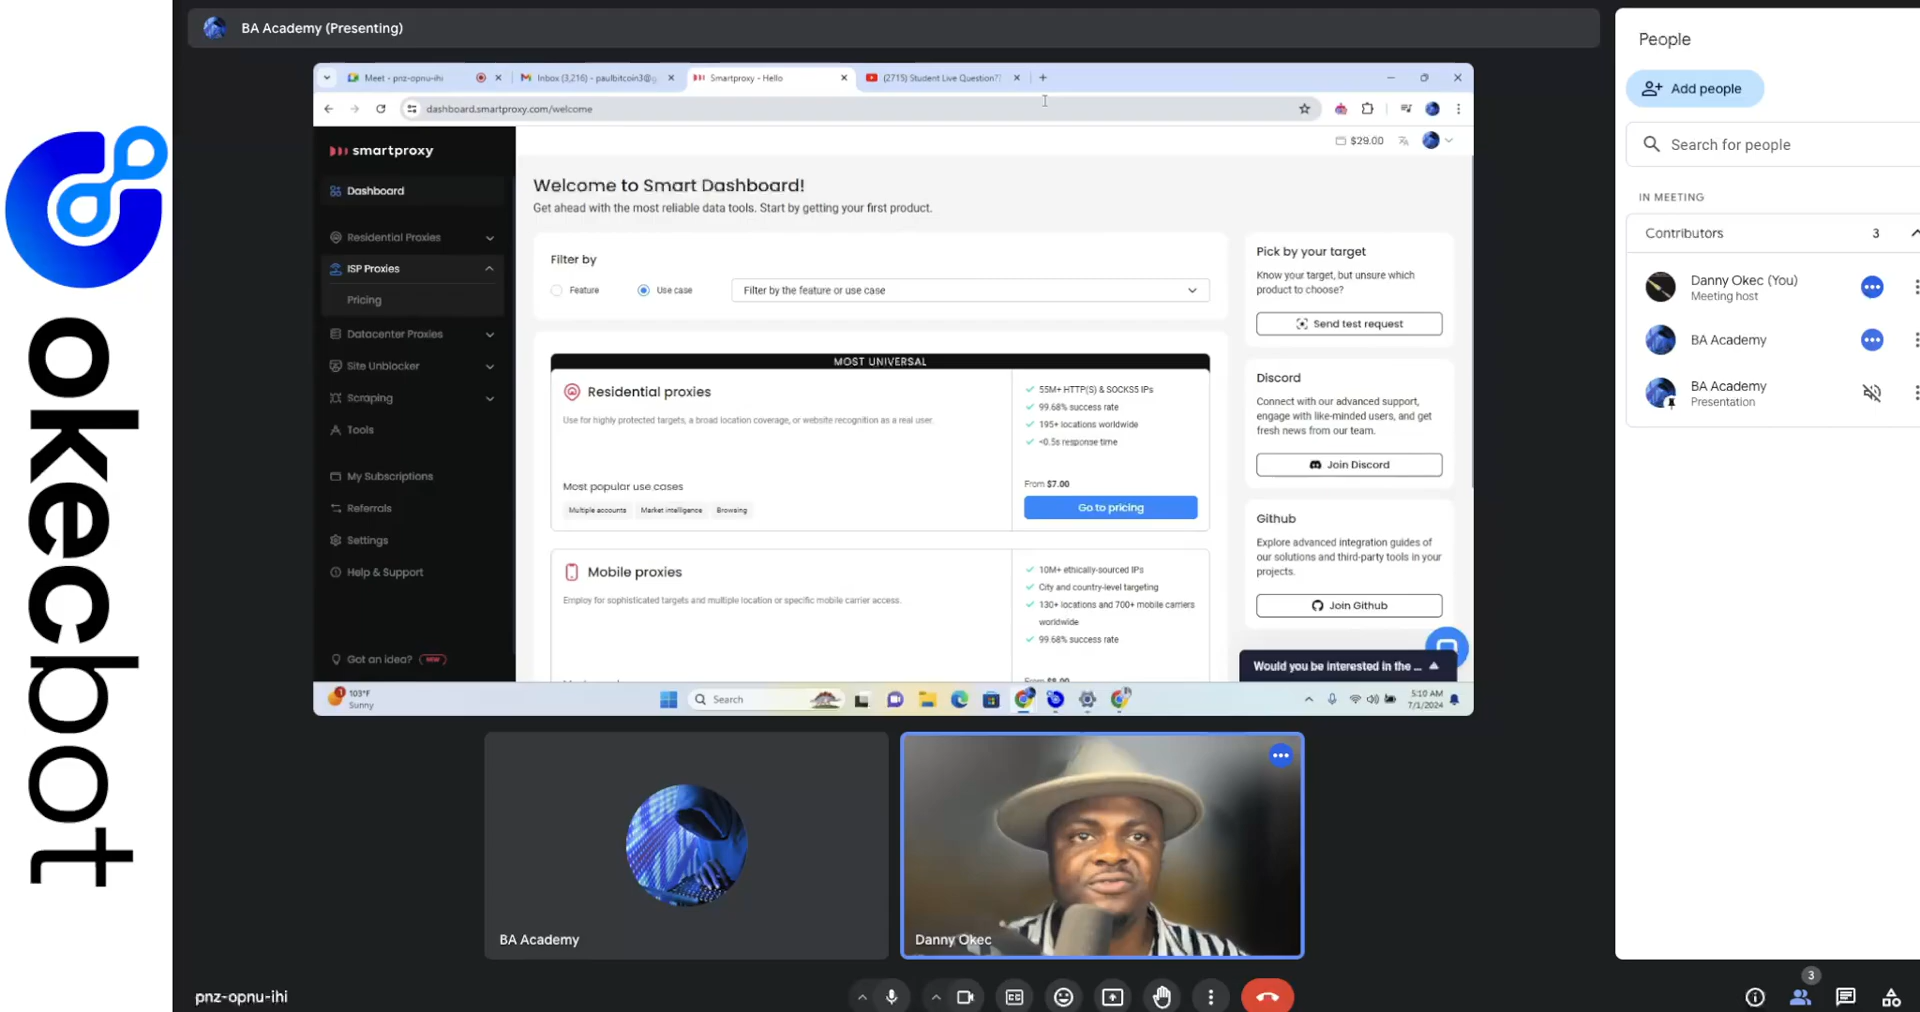 okecbot
BA Academy (Presenting)
Meet - pnz-opnu-ihi
Inbox (3,216) - paulbitcoin3@g
Smartproxy - Hello
(2715) Student Live Question?
dashboard.smartproxy.com/welcome
smartproxy
$29.00
Dashboard
Residential Proxies
ISP Proxies
Pricing
Datacenter Proxies
Site Unblocker
Scraping
Tools
My Subscriptions
Referrals
Settings
Help & Support
Got an idea? NEW
Welcome to Smart Dashboard!
Get ahead with the most reliable data tools. Start by getting your first product.
Filter by
Feature
Use case
Filter by the feature or use case
MOST UNIVERSAL
Residential proxies
Use for highly protected targets, a broad location coverage, or website recognition as a real user.
Most popular use cases
Multiple accounts
Market intelligence
Browsing
55M+ HTTP(S) & SOCKS5 IPs
99.68% success rate
195+ locations worldwide
<0.5s response time
From $7.00
Go to pricing
Mobile proxies
Employ for sophisticated targets and multiple location or specific mobile carrier access.
10M+ ethically-sourced IPs
City and country-level targeting
130+ locations and 700+ mobile carriers
worldwide
99.68% success rate
Pick by your target
Know your target, but unsure which
product to choose?
Send test request
Discord
Connect with our advanced support,
engage with like-minded users, and get
fresh news from our team.
Join Discord
Github
Explore advanced integration guides of
our solutions and third-party tools in your
projects.
Join Github
Would you be interested in the ...
103°F
Sunny
Search
5:10 AM
7/1/2024
BA Academy
Danny Okec
pnz-opnu-ihi
People
Add people
Search for people
IN MEETING
Contributors
3
Danny Okec (You)
Meeting host
BA Academy
BA Academy
Presentation
3